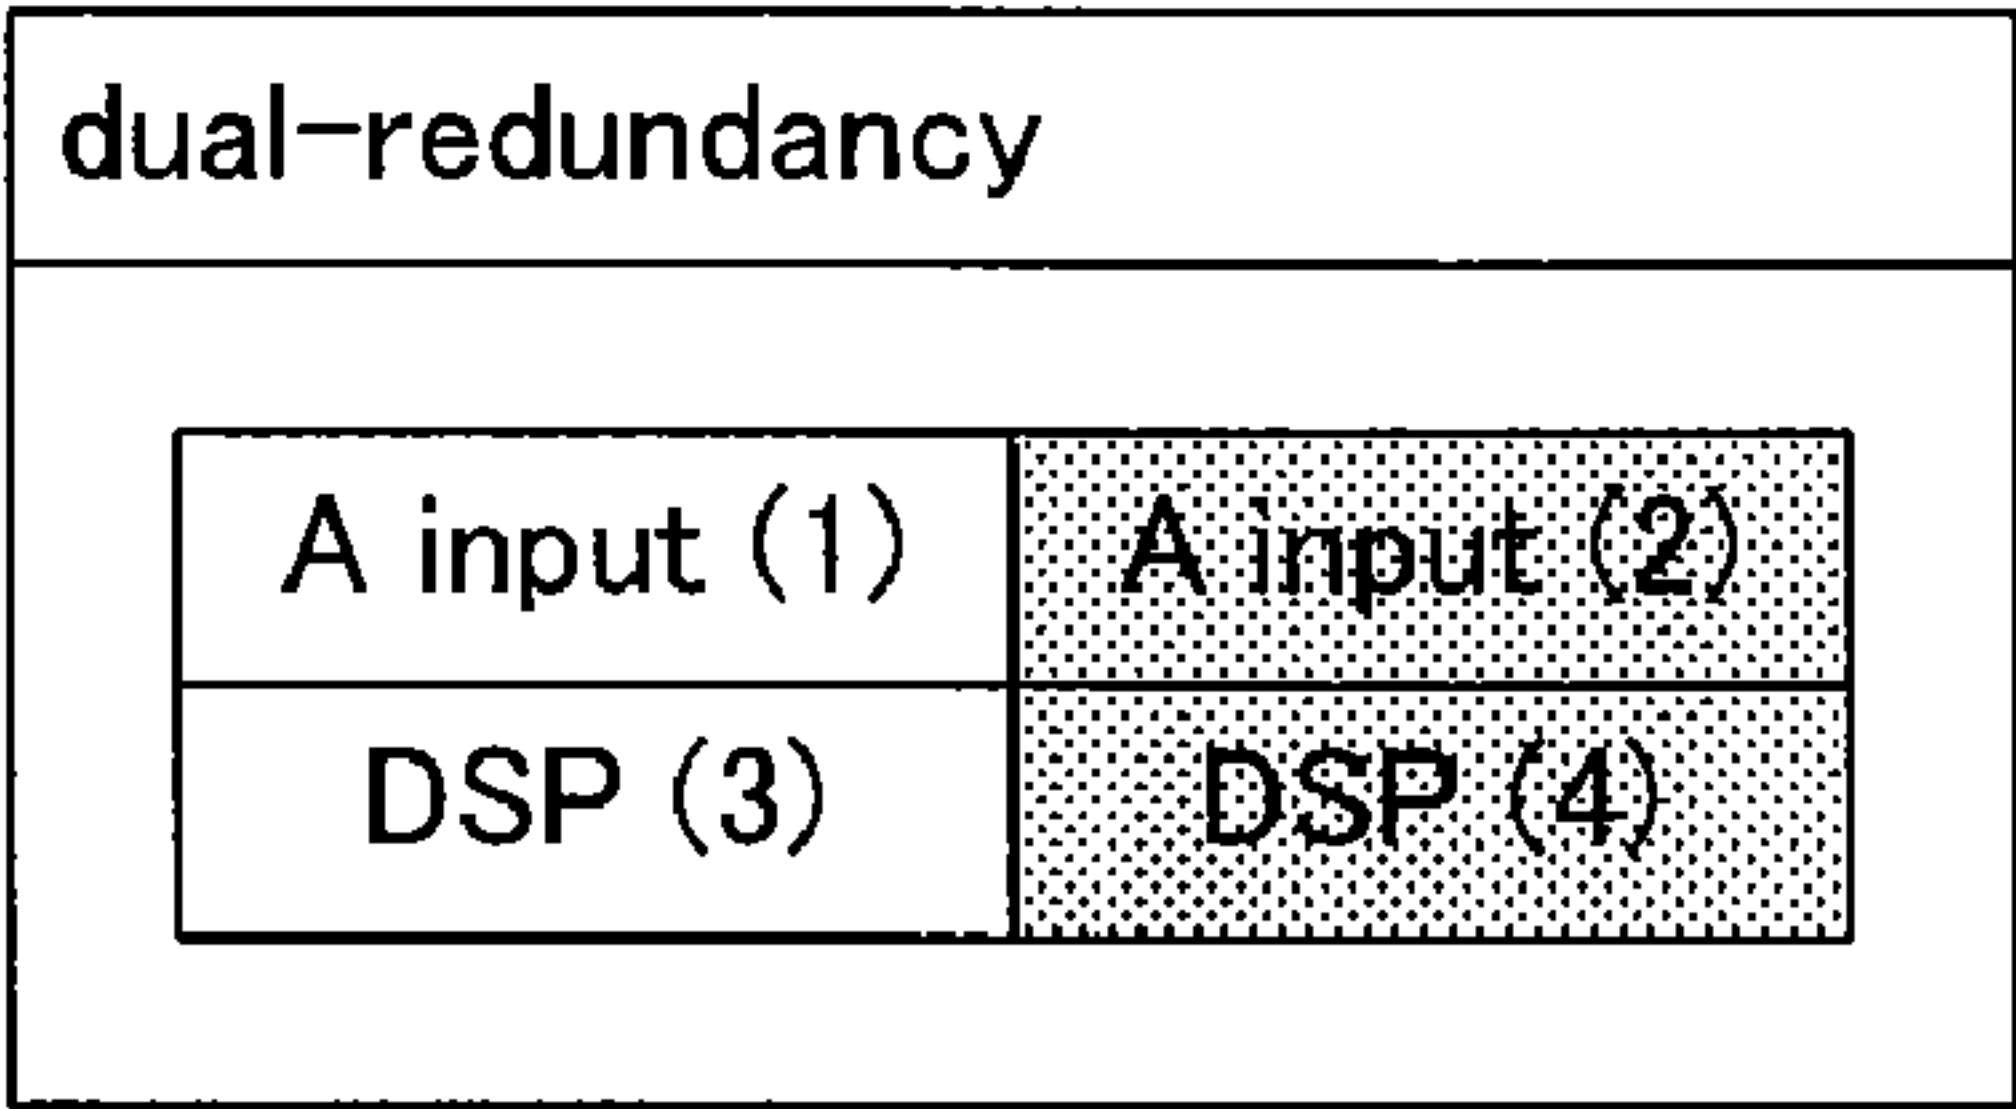 dual-redundancy
A input (1) A input (2)
DSP (3) DSP (4)